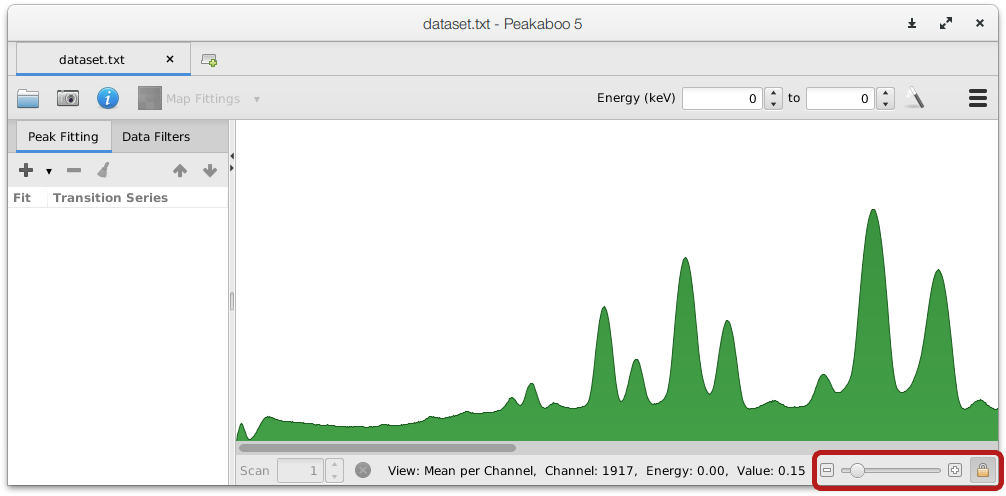 dataset.txt - Peakaboo 5
dataset.txt
Map Fittings
Energy (keV) 0 to 0
Peak Fitting Data Filters
Fit Transition Series
Scan 1 View: Mean per Channel, Channel: 1917, Energy: 0.00, Value: 0.15